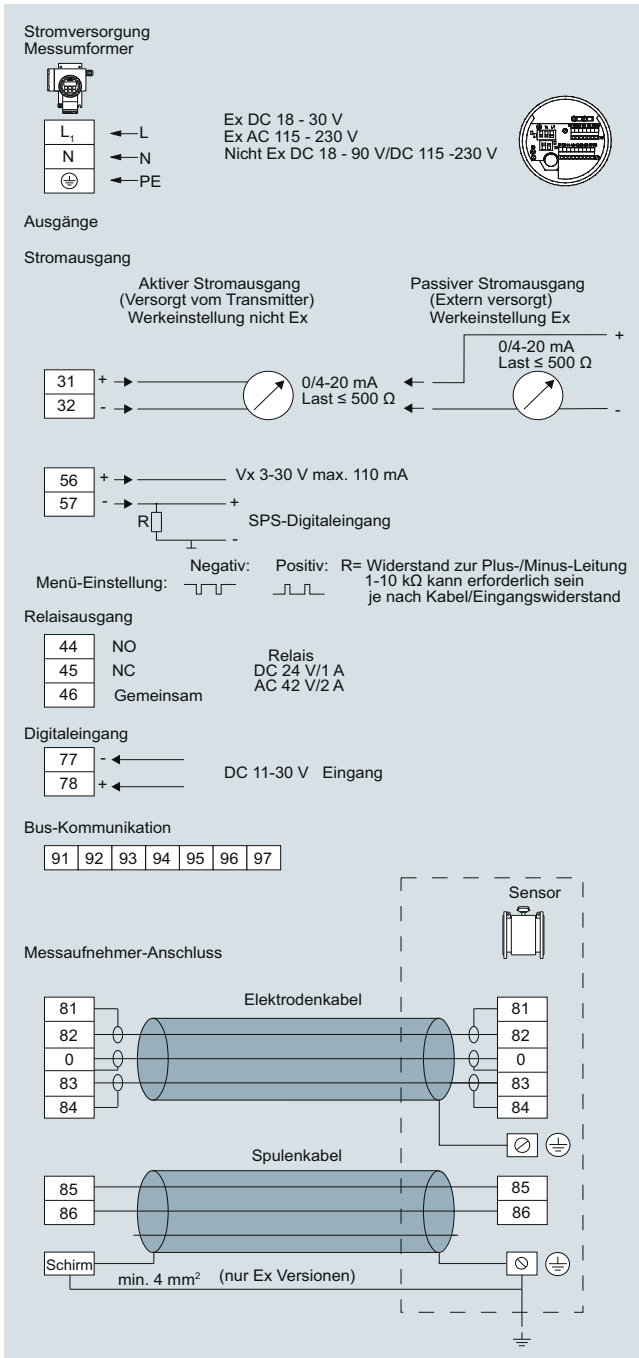 Stromversorgung
Messumformer
L1
N
L
N
PE
Ex DC 18 - 30 V
Ex AC 115 - 230 V
Nicht Ex DC 18 - 90 V/DC 115 -230 V
Ausgänge
Stromausgang
Aktiver Stromausgang
(Versorgt vom Transmitter)
Werkeinstellung nicht Ex
Passiver Stromausgang
(Extern versorgt)
Werkeinstellung Ex
31 +
32 -
0/4-20 mA
Last ≤ 500 Ω
0/4-20 mA
Last ≤ 500 Ω
+
-
56 +
57 -
Vx 3-30 V max. 110 mA
R
+
SPS-Digitaleingang
-
Menü-Einstellung:
Negativ:
Positiv:
R= Widerstand zur Plus-/Minus-Leitung
1-10 kΩ kann erforderlich sein
je nach Kabel/Eingangswiderstand
Relaisausgang
44 NO
45 NC
46 Gemeinsam
Relais
DC 24 V/1 A
AC 42 V/2 A
Digitaleingang
77 -
78 +
DC 11-30 V Eingang
Bus-Kommunikation
91 92 93 94 95 96 97
Sensor
Messaufnehmer-Anschluss
Elektrodenkabel
81
82
0
83
84
81
82
0
83
84
Spulenkabel
85
86
85
86
Schirm
min. 4 mm² (nur Ex Versionen)